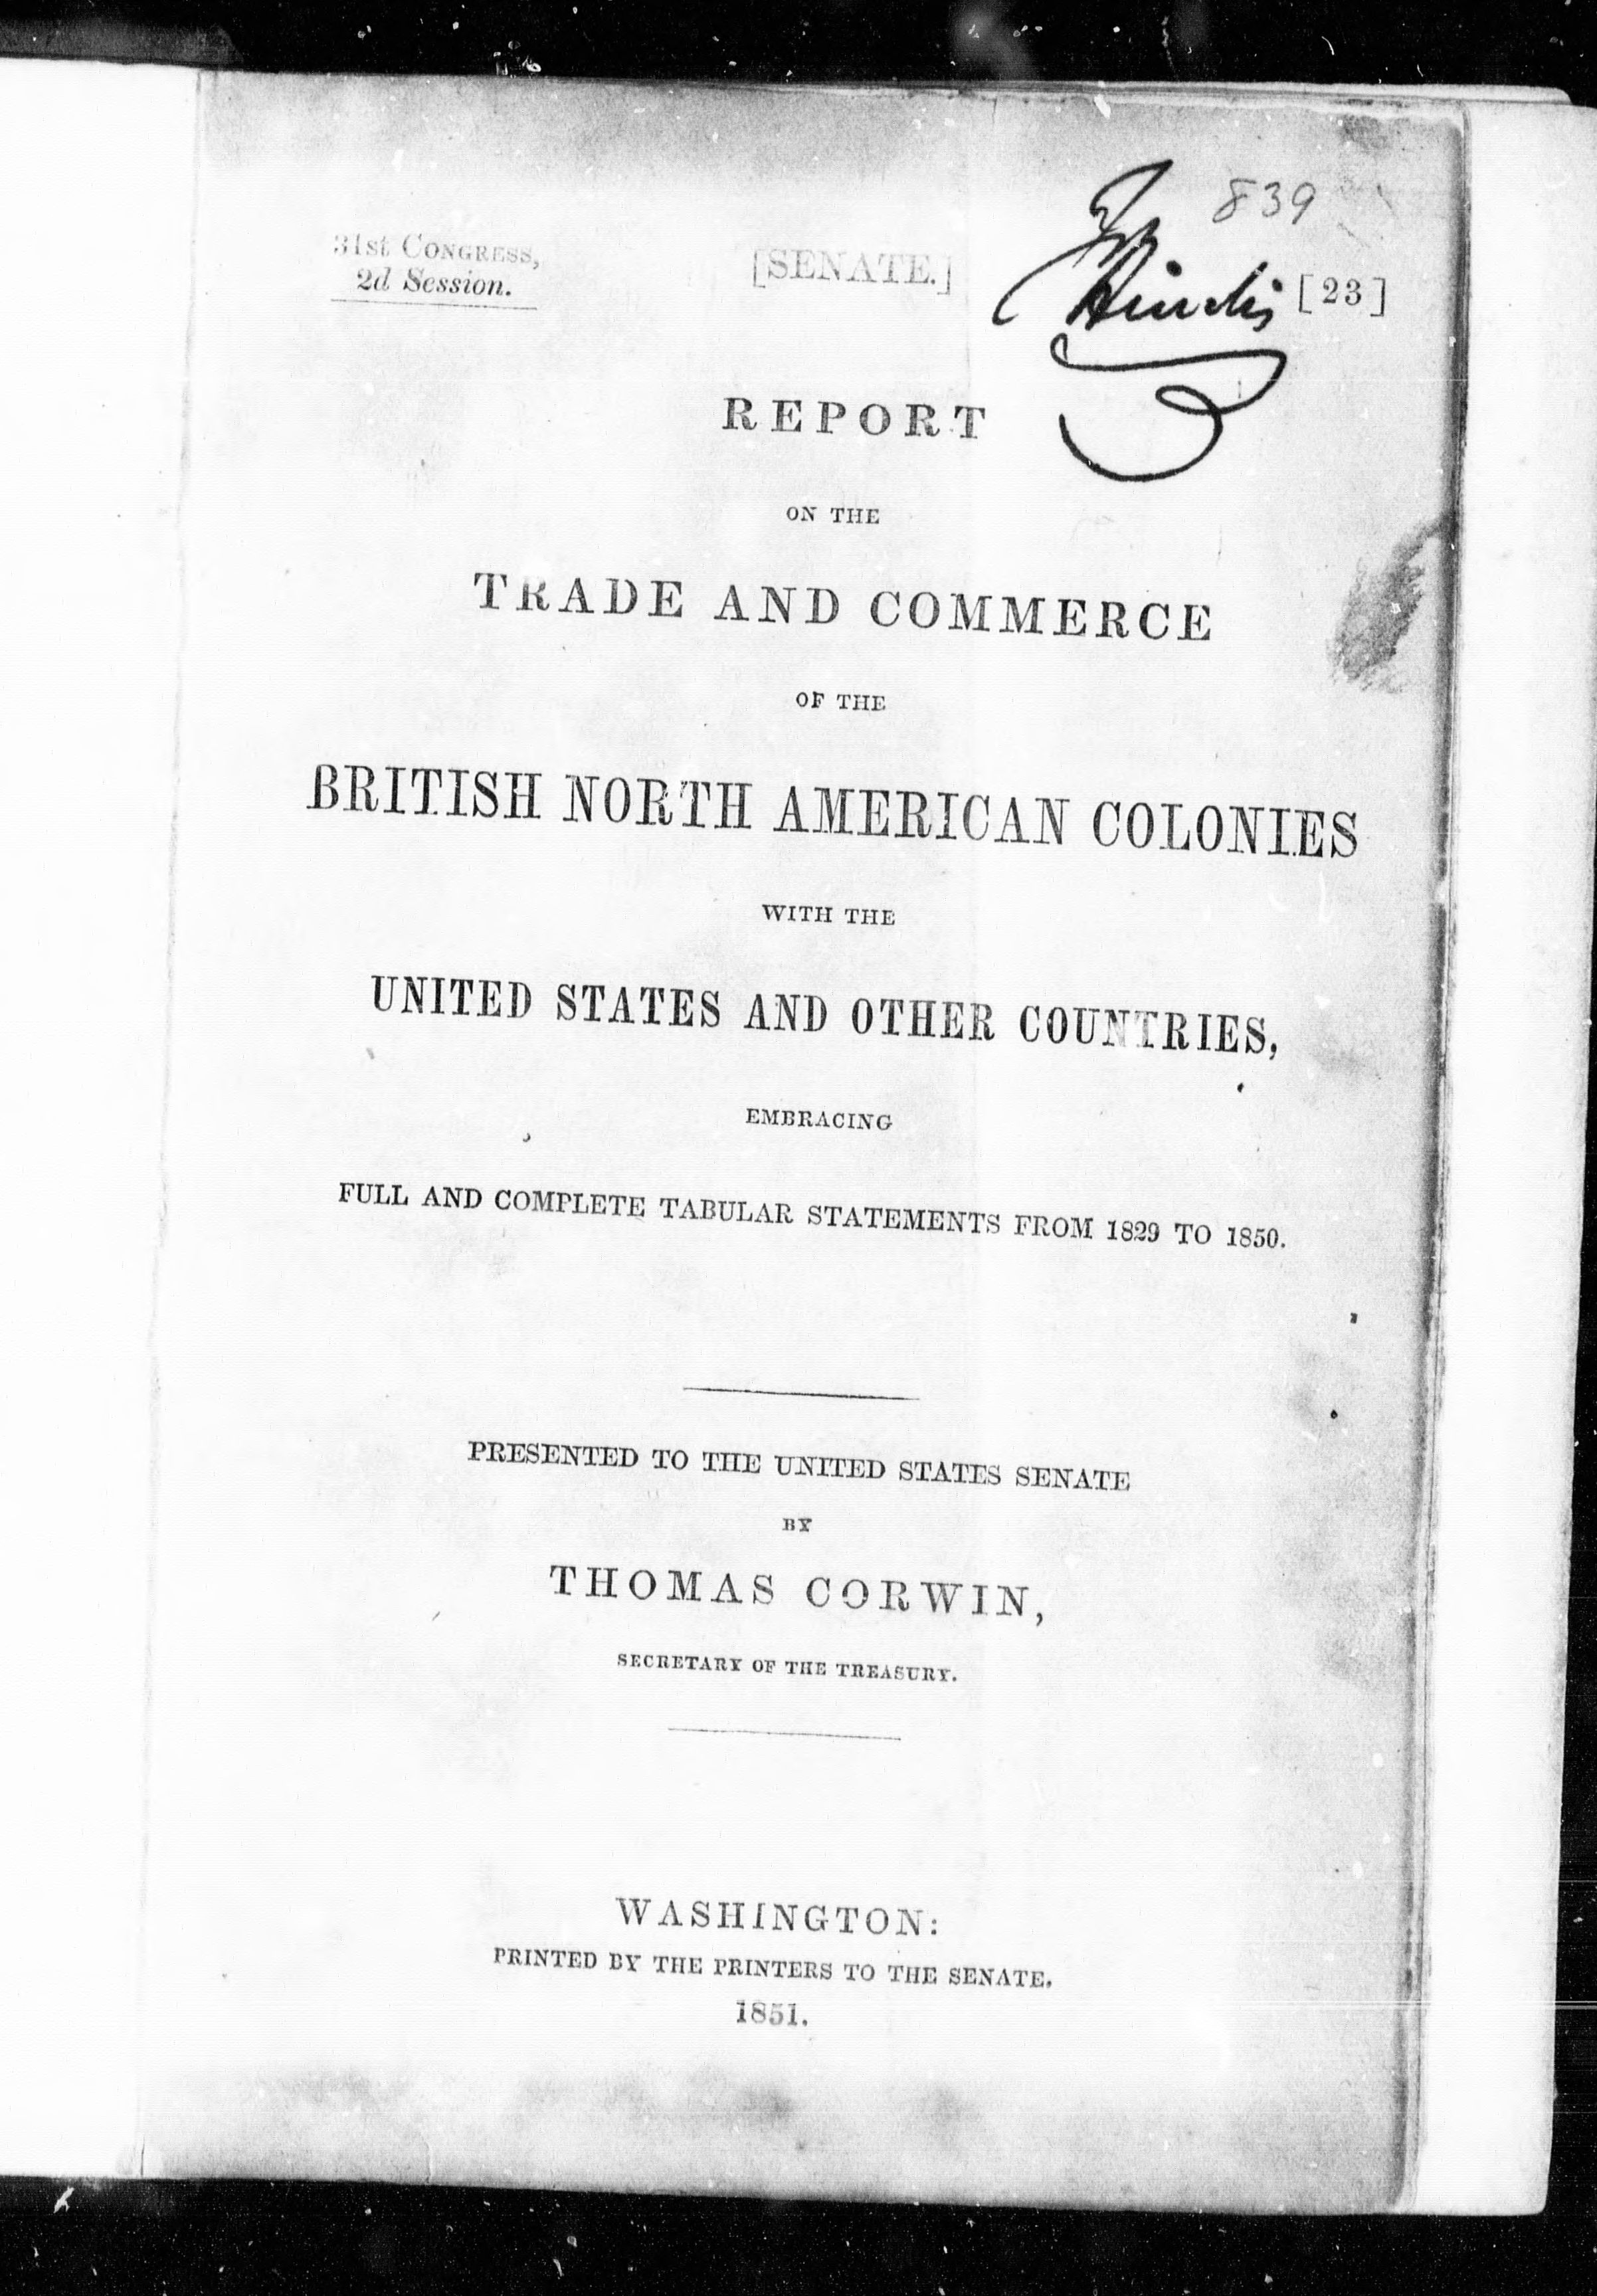 839
31st CONGRESS,
2d Session.
[SENATE.]
[23]
REPORT
ON THE
TRADE AND COMMERCE
OF THE
BRITISH NORTH AMERICAN COLONIES
WITH THE
UNITED STATES AND OTHER COUNTRIES,
EMBRACING
FULL AND COMPLETE TABULAR STATEMENTS FROM 1829 TO 1850.
PRESENTED TO THE UNITED STATES SENATE
BY
THOMAS CORWIN,
SECRETARY OF THE TREASURY.
WASHINGTON:
PRINTED BY THE PRINTERS TO THE SENATE.
1851.